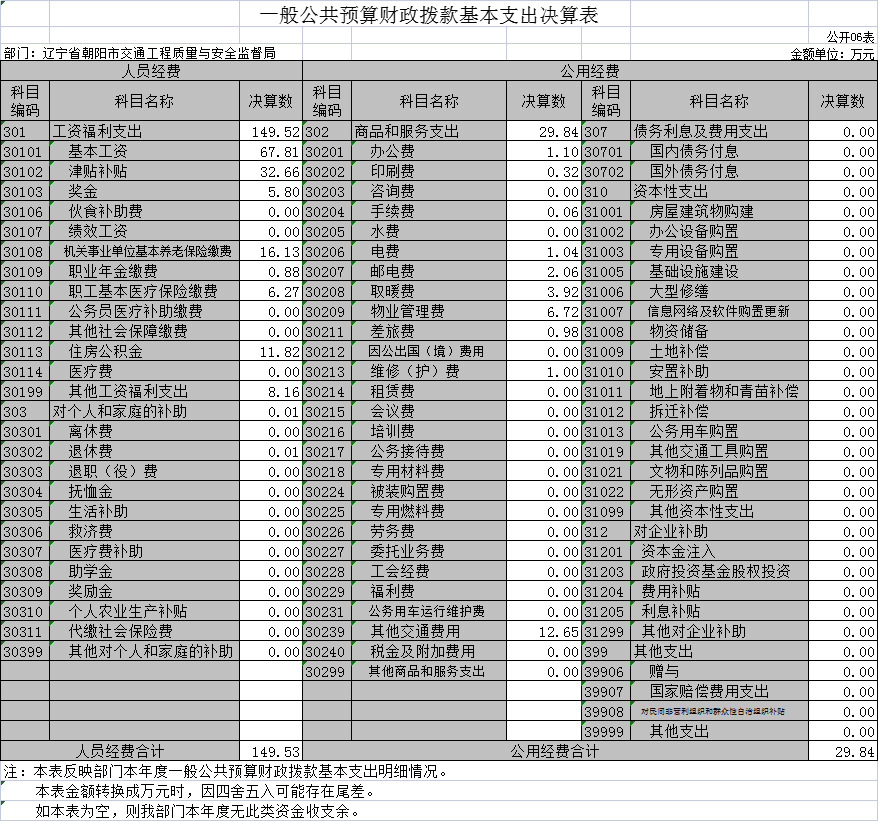 一般公共预算财政拨款基本支出决算表
公开06表
部门：辽宁省朝阳市交通工程质量与安全监督局 金额单位：万元
人员经费 公用经费
科目编码 科目名称 决算数 科目编码 科目名称 决算数 科目编码 科目名称 决算数
301 工资福利支出 149.52 302 商品和服务支出 29.84 307 债务利息及费用支出 0.00
30101 基本工资 67.81 30201 办公费 1.10 30701 国内债务付息 0.00
30102 津贴补贴 32.66 30202 印刷费 0.32 30702 国外债务付息 0.00
30103 奖金 5.80 30203 咨询费 0.00 310 资本性支出 0.00
30106 伙食补助费 0.00 30204 手续费 0.06 31001 房屋建筑物购建 0.00
30107 绩效工资 0.00 30205 水费 0.00 31002 办公设备购置 0.00
30108 机关事业单位基本养老保险缴费 16.13 30206 电费 1.04 31003 专用设备购置 0.00
30109 职业年金缴费 0.88 30207 邮电费 2.06 31005 基础设施建设 0.00
30110 职工基本医疗保险缴费 6.27 30208 取暖费 3.92 31006 大型修缮 0.00
30111 公务员医疗补助缴费 0.00 30209 物业管理费 6.72 31007 信息网络及软件购置更新 0.00
30112 其他社会保障缴费 0.00 30211 差旅费 0.98 31008 物资储备 0.00
30113 住房公积金 11.82 30212 因公出国（境）费用 0.00 31009 土地补偿 0.00
30114 医疗费 0.00 30213 维修（护）费 1.00 31010 安置补助 0.00
30199 其他工资福利支出 8.16 30214 租赁费 0.00 31011 地上附着物和青苗补偿 0.00
303 对个人和家庭的补助 0.01 30215 会议费 0.00 31012 拆迁补偿 0.00
30301 离休费 0.00 30216 培训费 0.00 31013 公务用车购置 0.00
30302 退休费 0.01 30217 公务接待费 0.00 31019 其他交通工具购置 0.00
30303 退职（役）费 0.00 30218 专用材料费 0.00 31021 文物和陈列品购置 0.00
30304 抚恤金 0.00 30224 被装购置费 0.00 31022 无形资产购置 0.00
30305 生活补助 0.00 30225 专用燃料费 0.00 31099 其他资本性支出 0.00
30306 救济费 0.00 30226 劳务费 0.00 312 对企业补助 0.00
30307 医疗费补助 0.00 30227 委托业务费 0.00 31201 资本金注入 0.00
30308 助学金 0.00 30228 工会经费 0.00 31203 政府投资基金股权投资 0.00
30309 奖励金 0.00 30229 福利费 0.00 31204 费用补贴 0.00
30310 个人农业生产补贴 0.00 30231 公务用车运行维护费 0.00 31205 利息补贴 0.00
30311 代缴社会保险费 0.00 30239 其他交通费用 12.65 31299 其他对企业补助 0.00
30399 其他对个人和家庭的补助 0.00 30240 税金及附加费用 0.00 399 其他支出 0.00
30299 其他商品和服务支出 0.00 39906 赠与 0.00
39907 国家赔偿费用支出 0.00
39908 对民间非营利组织和群众性自治组织补贴 0.00
39999 其他支出 0.00
人员经费合计 149.53 公用经费合计 29.84
注：本表反映部门本年度一般公共预算财政拨款基本支出明细情况。
本表金额转换成万元时，因四舍五入可能存在尾差。
如本表为空，则我部门本年度无此类资金收支余。